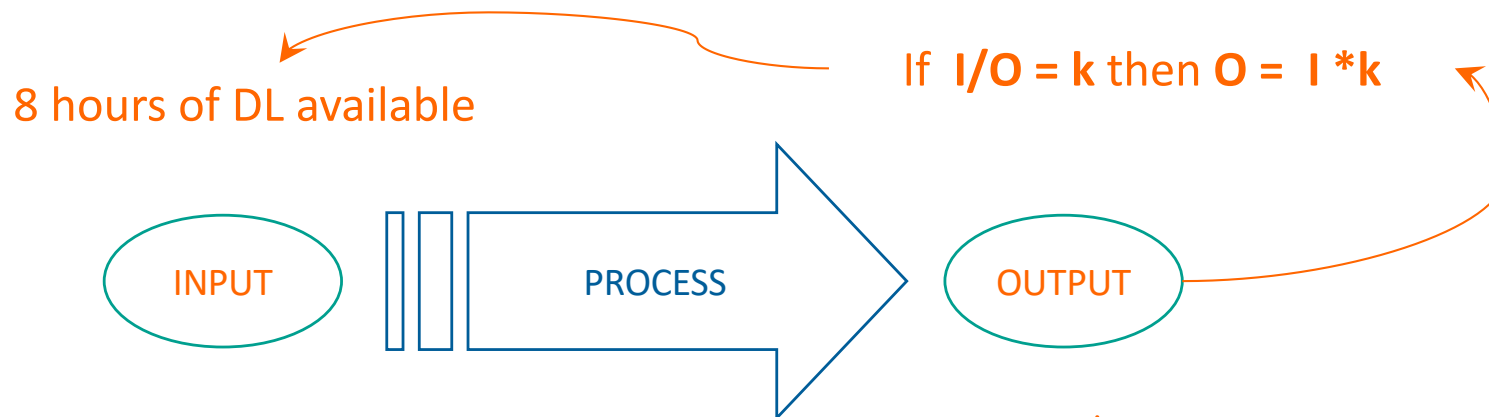 If I/O = k then O = I *k
8 hours of DL available
INPUT
PROCESS
OUTPUT